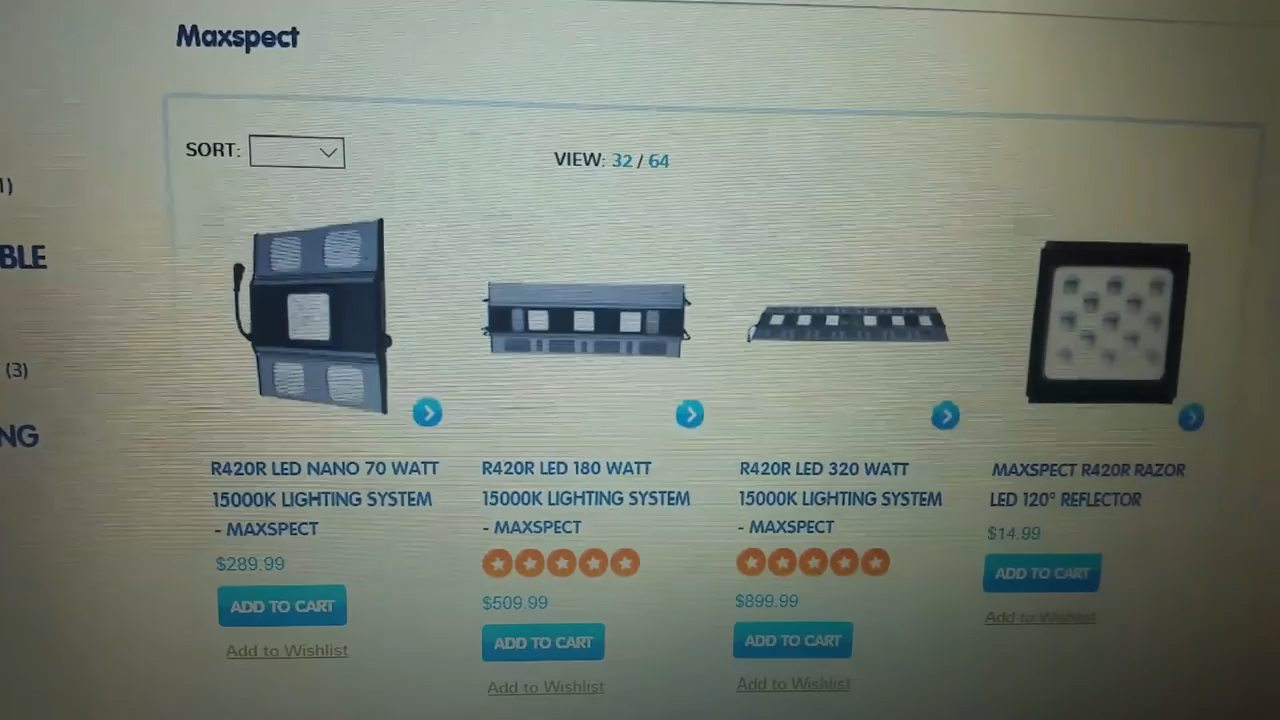 Maxspect
SORT:
VIEW: 32 / 64
1)
BLE
(3)
NG
R420R LED NANO 70 WATT
15000K LIGHTING SYSTEM
- MAXSPECT
$289.99
ADD TO CART
Add to Wishlist
R420R LED 180 WATT
15000K LIGHTING SYSTEM
- MAXSPECT
$509.99
ADD TO CART
Add to Wishlist
R420R LED 320 WATT
15000K LIGHTING SYSTEM
- MAXSPECT
$899.99
ADD TO CART
Add to Wishlist
MAXSPECT R420R RAZOR
LED 120° REFLECTOR
$14.99
ADD TO CART
Add to Wishlist